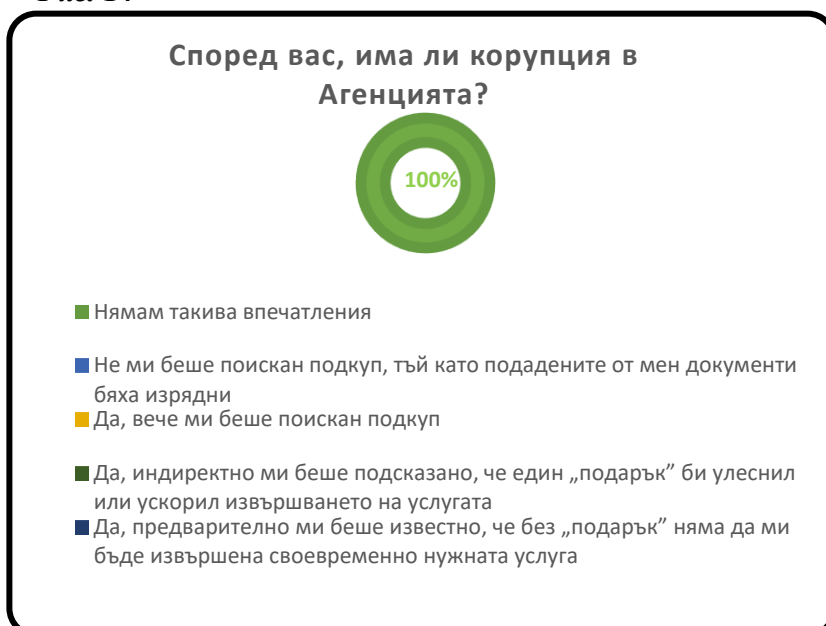 Според вас, има ли корупция в
Агенцията?
100%
Нямам такива впечатления
Не ми беше поискан подкуп, тъй като подадените от мен документи
бяха изрядни
Да, вече ми беше поискан подкуп
Да, индиректно ми беше подсказано, че един „подарък” би улеснил
или ускорил извършването на услугата
Да, предварително ми беше известно, че без „подарък” няма да ми
бъде извършена своевременно нужната услуга